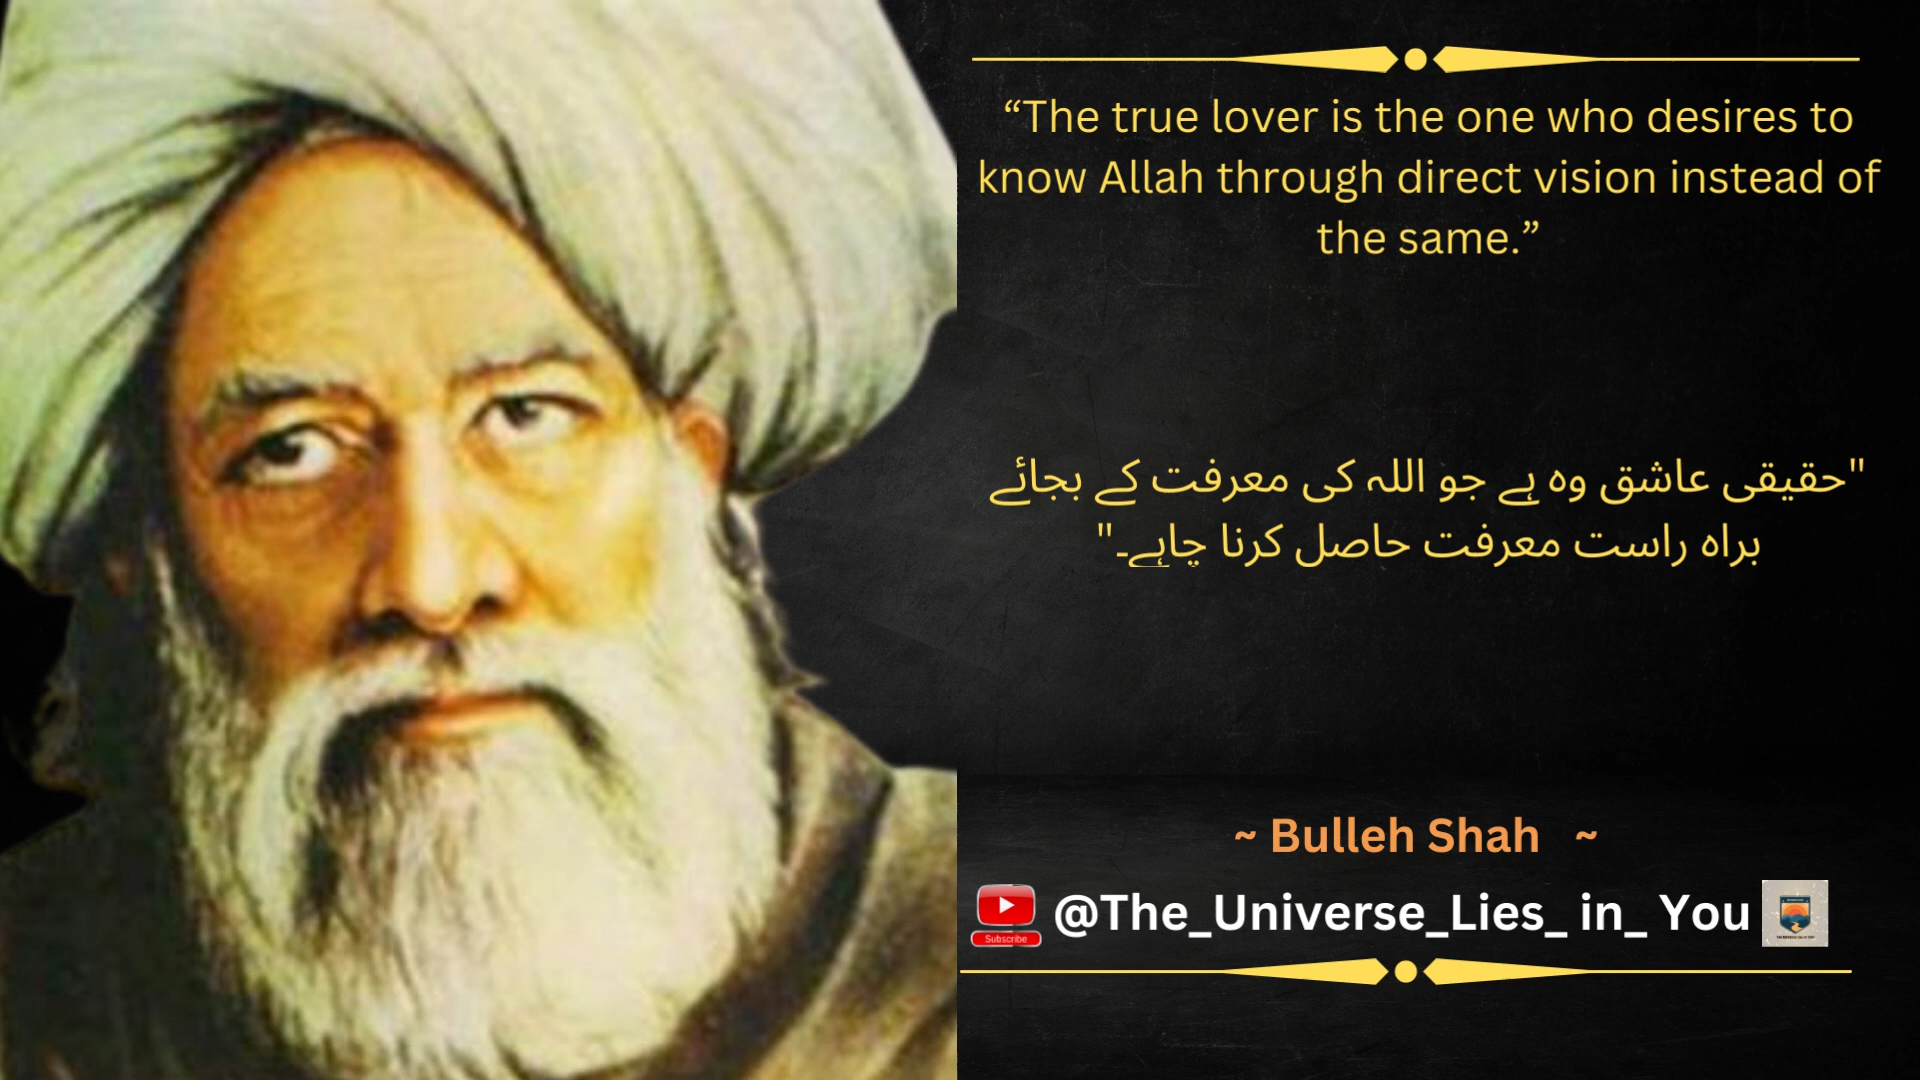 “The true lover is the one who desires to
know Allah through direct vision instead of
the same.”
"حقیقی عاشق وہ ہے جو اللہ کی معرفت کے بجائے
براہ راست معرفت حاصل کرنا چاہے۔"
~ Bulleh Shah ~
Subscribe
@The_Universe_Lies_ in_ You